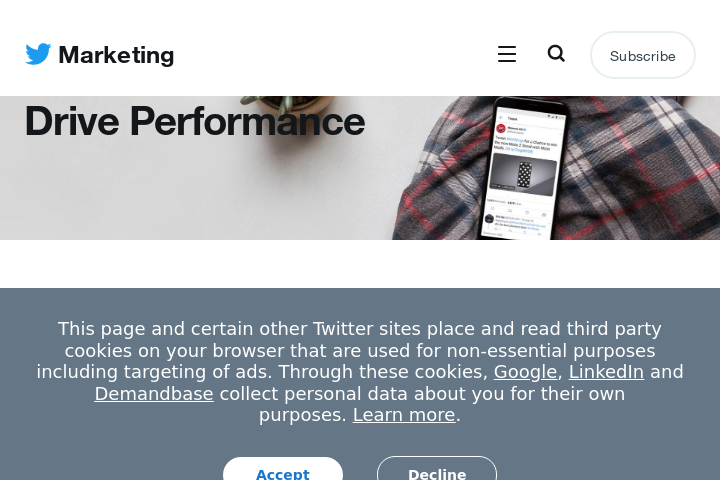 Marketing
Subscribe
Drive Performance
Tweet
This page and certain other Twitter sites place and read third party
cookies on your browser that are used for non-essential purposes
including targeting of ads. Through these cookies, Google, LinkedIn and
Demandbase collect personal data about you for their own
purposes. Learn more.
Accept
Decline